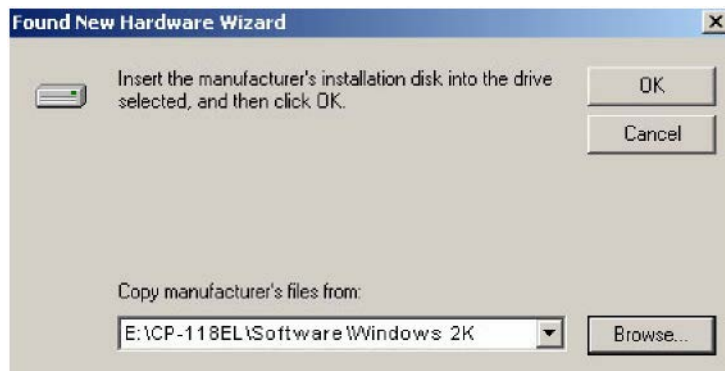 Found New Hardware Wizard
Insert the manufacturer's installation disk into the drive
selected, and then click OK.
OK
Cancel
Copy manufacturer's files from:
E:\CP-118EL\Software\Windows 2K
Browse...